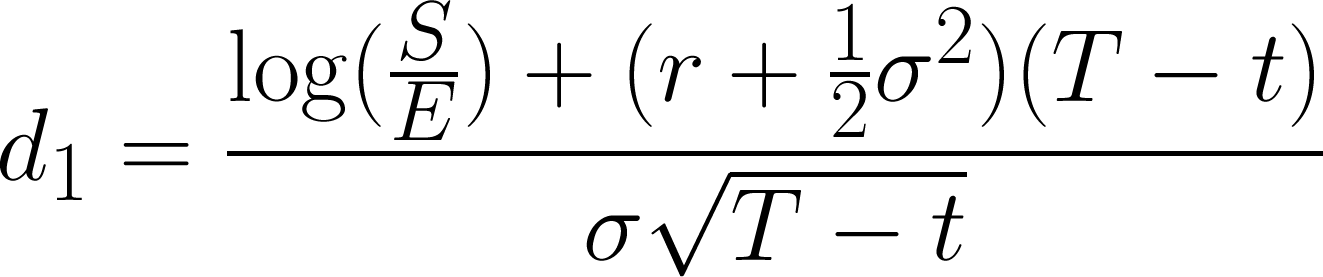 d_1 = \frac{\log(\frac{S}{E}) + (r + \frac{1}{2}\sigma^2)(T - t)}{\sigma\sqrt{T - t}}